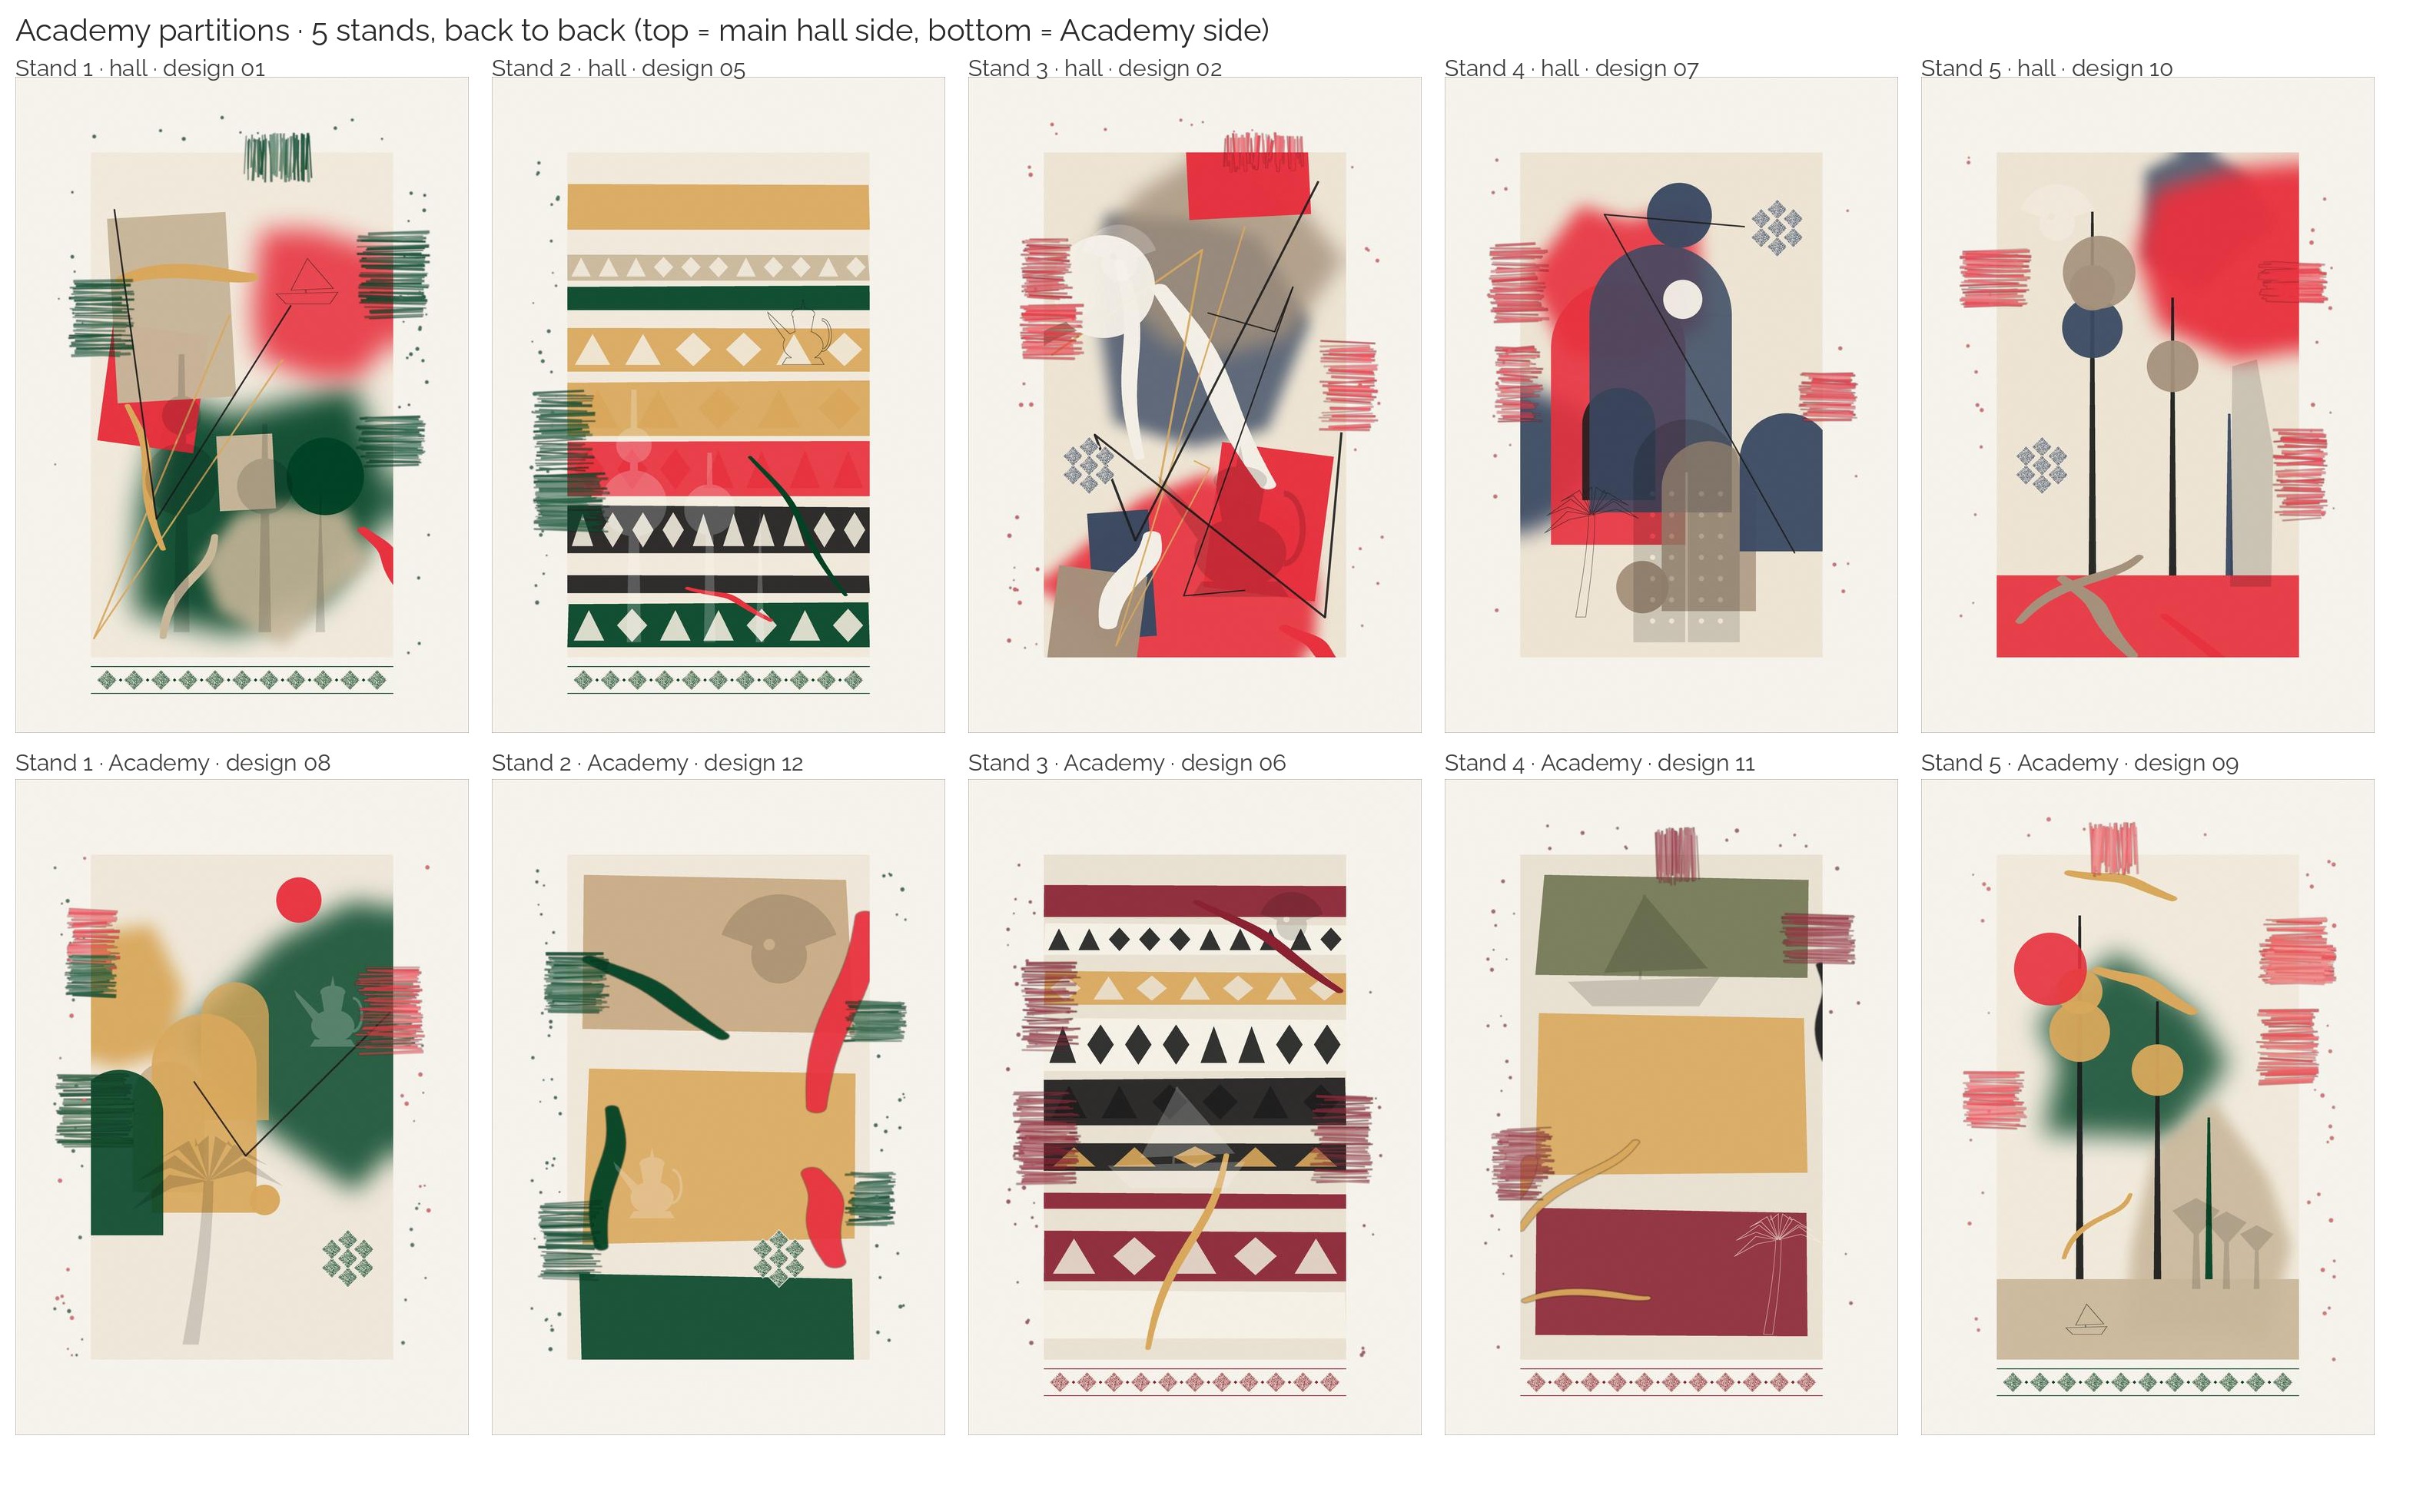 Academy partitions · 5 stands, back to back (top = main hall side, bottom = Academy side)
Stand 1 · hall · design 01
Stand 2 · hall · design 05
Stand 3 · hall · design 02
Stand 4 · hall · design 07
Stand 5 · hall · design 10
Stand 1 · Academy · design 08
Stand 2 · Academy · design 12
Stand 3 · Academy · design 06
Stand 4 · Academy · design 11
Stand 5 · Academy · design 09